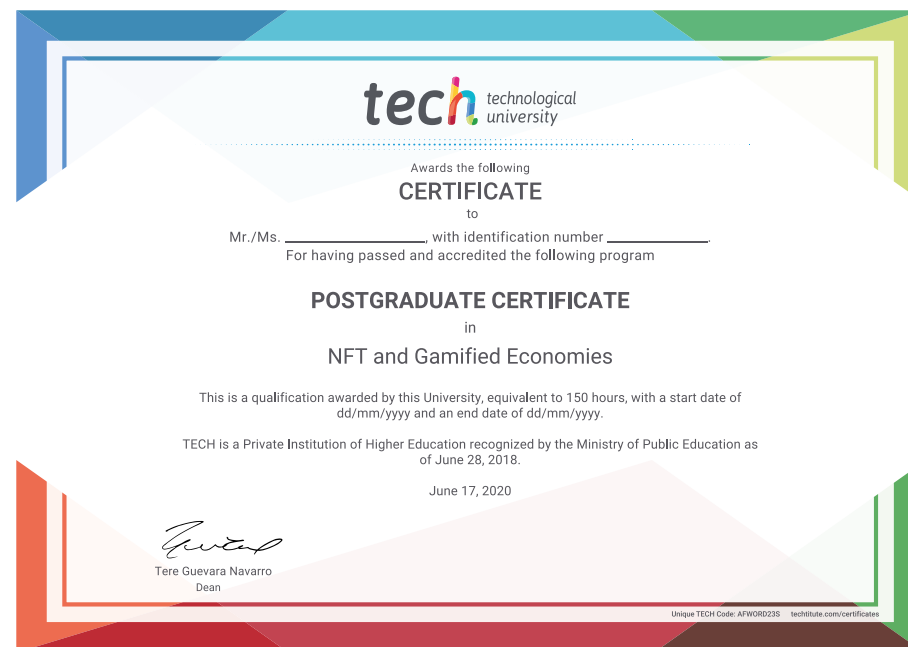 tech technological
university
Awards the following
CERTIFICATE
to
Mr./Ms. ____________________, with identification number __________________.
For having passed and accredited the following program
POSTGRADUATE CERTIFICATE
in
NFT and Gamified Economies
This is a qualification awarded by this University, equivalent to 150 hours, with a start date of
dd/mm/yyyy and an end date of dd/mm/yyyy.
TECH is a Private Institution of Higher Education recognized by the Ministry of Public Education as
of June 28, 2018.
June 17, 2020
Tere Guevara Navarro
Dean
Unique TECH Code: AFWORD23S techtitute.com/certificates